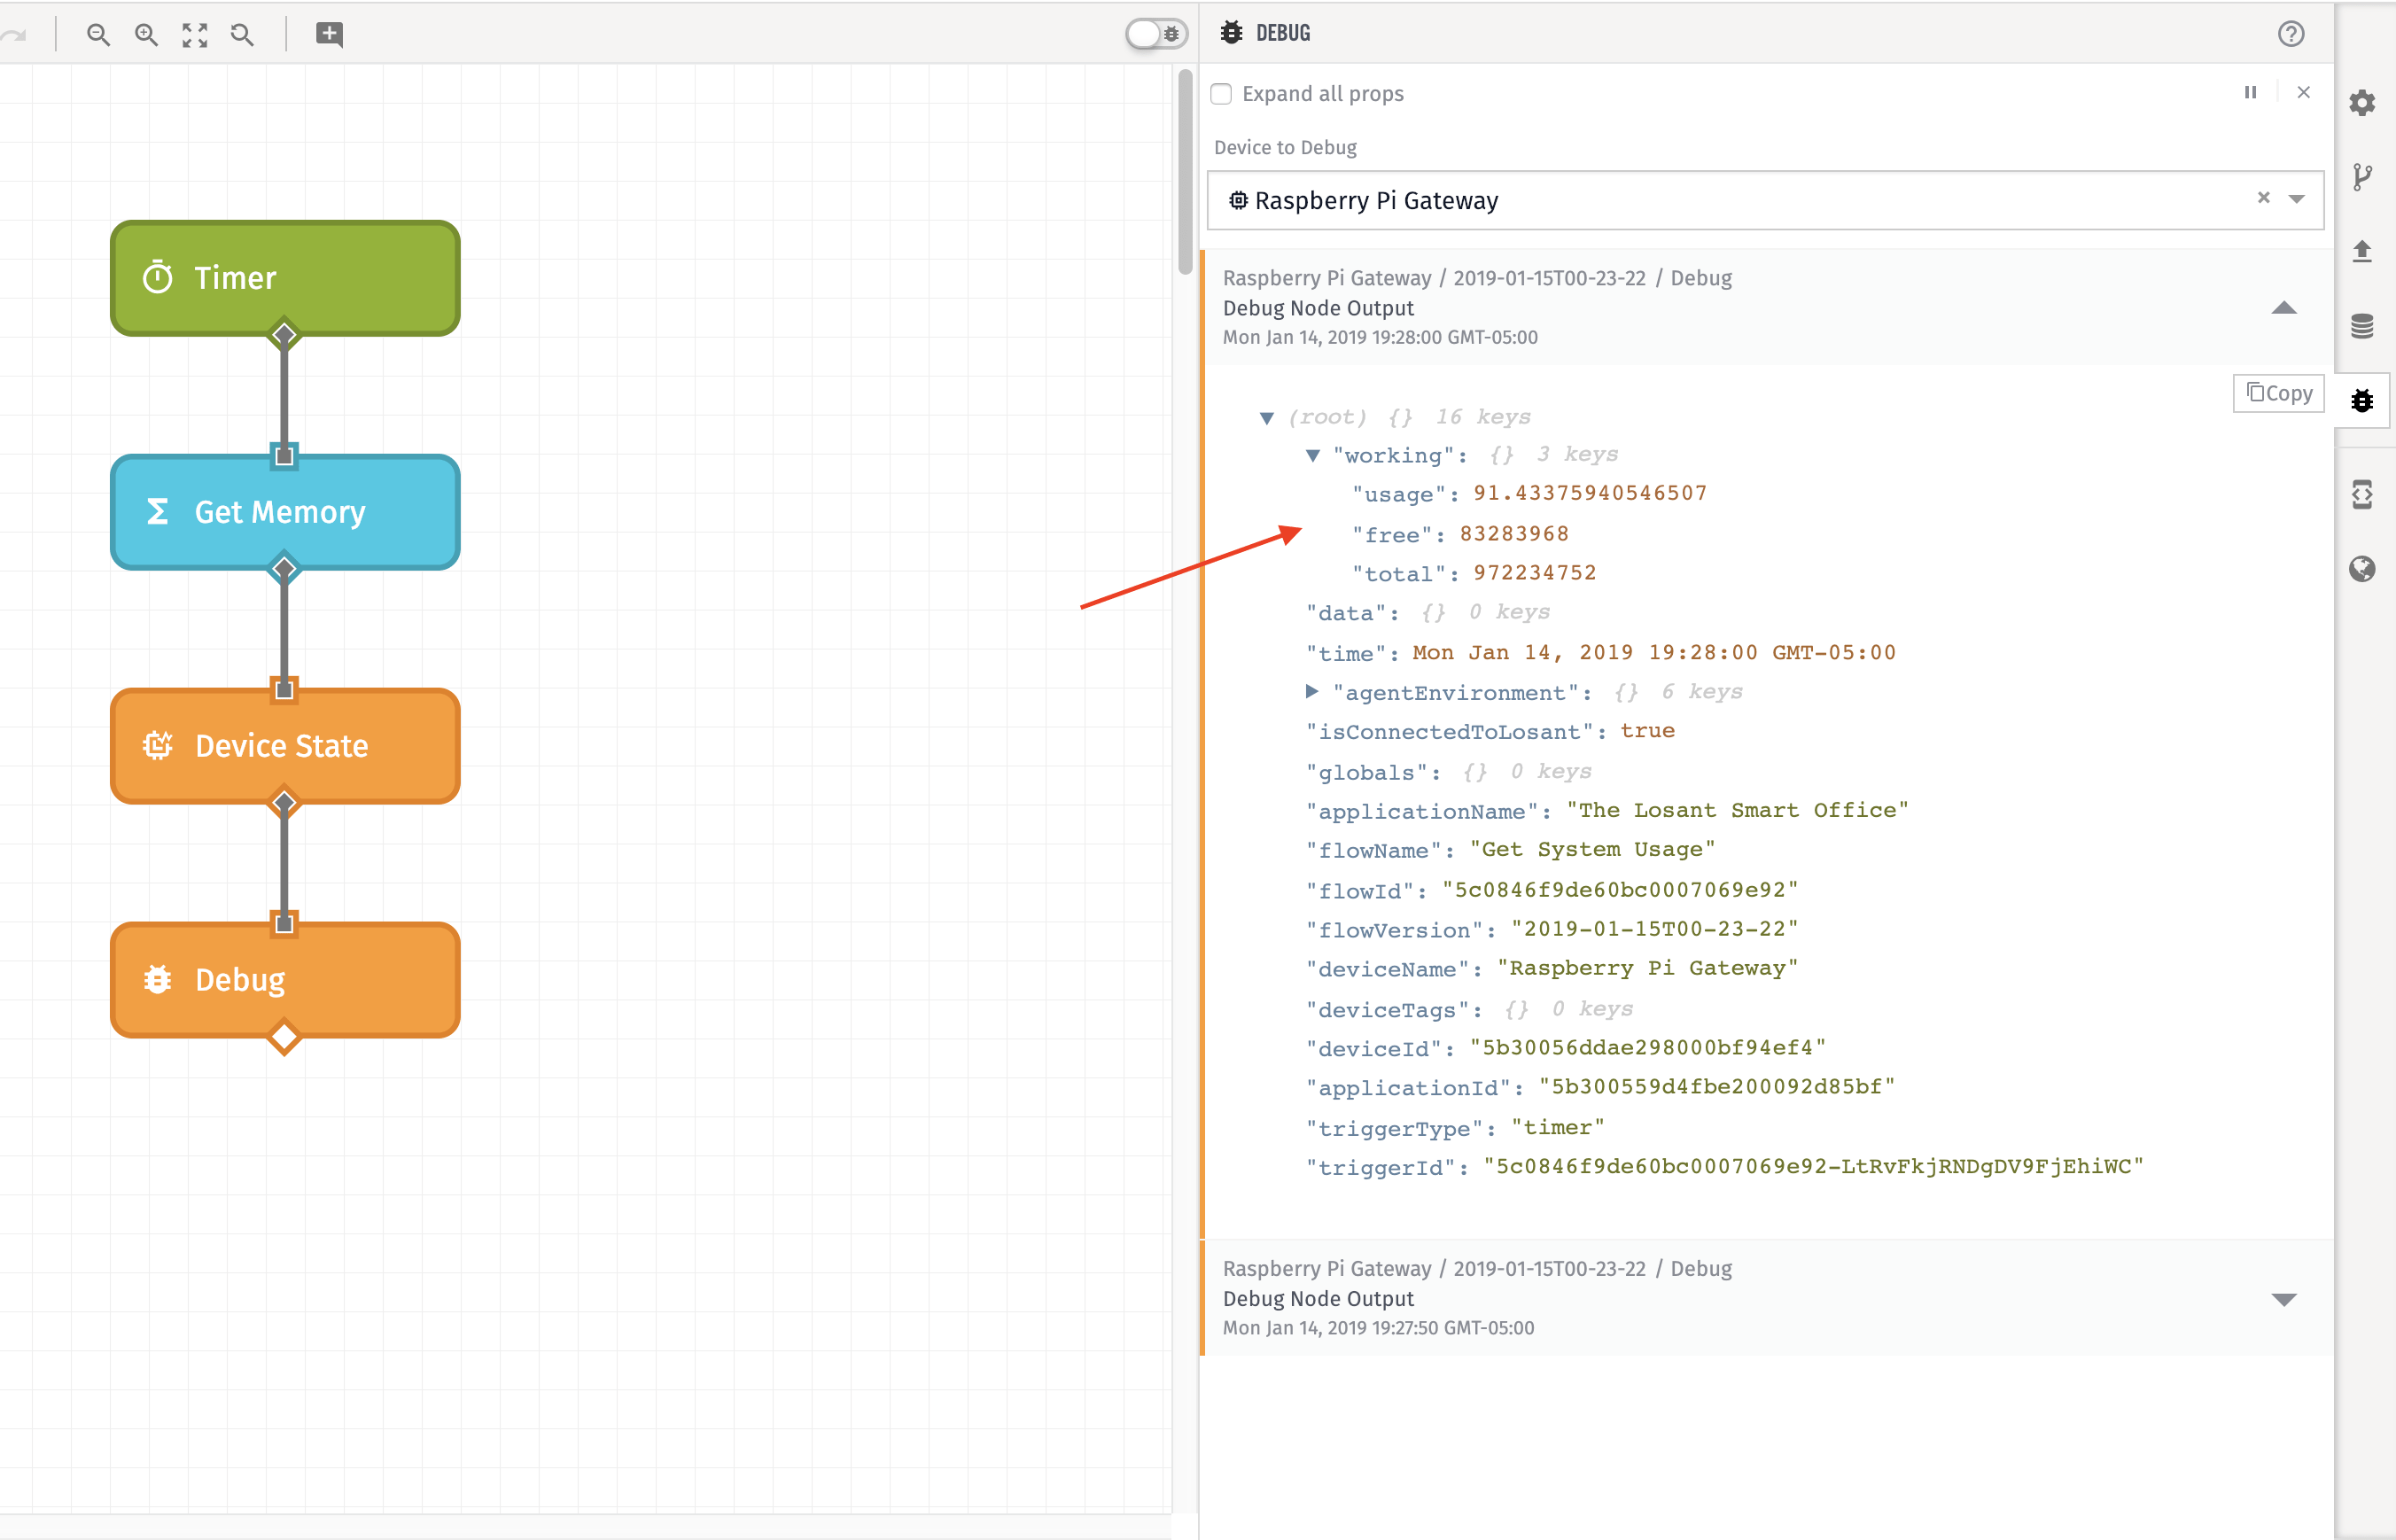 DEBUG
Expand all props
Device to Debug
Raspberry Pi Gateway
Timer
Get Memory
Device State
Debug
Raspberry Pi Gateway / 2019-01-15T00-23-22 / Debug
Debug Node Output
Mon Jan 14, 2019 19:28:00 GMT-05:00
Copy
(root) {} 16 keys
"working": {} 3 keys
"usage": 91.43375940546507
"free": 83283968
"total": 972234752
"data": {} 0 keys
"time": Mon Jan 14, 2019 19:28:00 GMT-05:00
"agentEnvironment": {} 6 keys
"isConnectedToLosant": true
"globals": {} 0 keys
"applicationName": "The Losant Smart Office"
"flowName": "Get System Usage"
"flowId": "5c0846f9de60bc0007069e92"
"flowVersion": "2019-01-15T00-23-22"
"deviceName": "Raspberry Pi Gateway"
"deviceTags": {} 0 keys
"deviceId": "5b30056ddae298000bf94ef4"
"applicationId": "5b300559d4fbe200092d85bf"
"triggerType": "timer"
"triggerId": "5c0846f9de60bc0007069e92-LtRvFkjRNDgDV9FjEhiWC"
Raspberry Pi Gateway / 2019-01-15T00-23-22 / Debug
Debug Node Output
Mon Jan 14, 2019 19:27:50 GMT-05:00